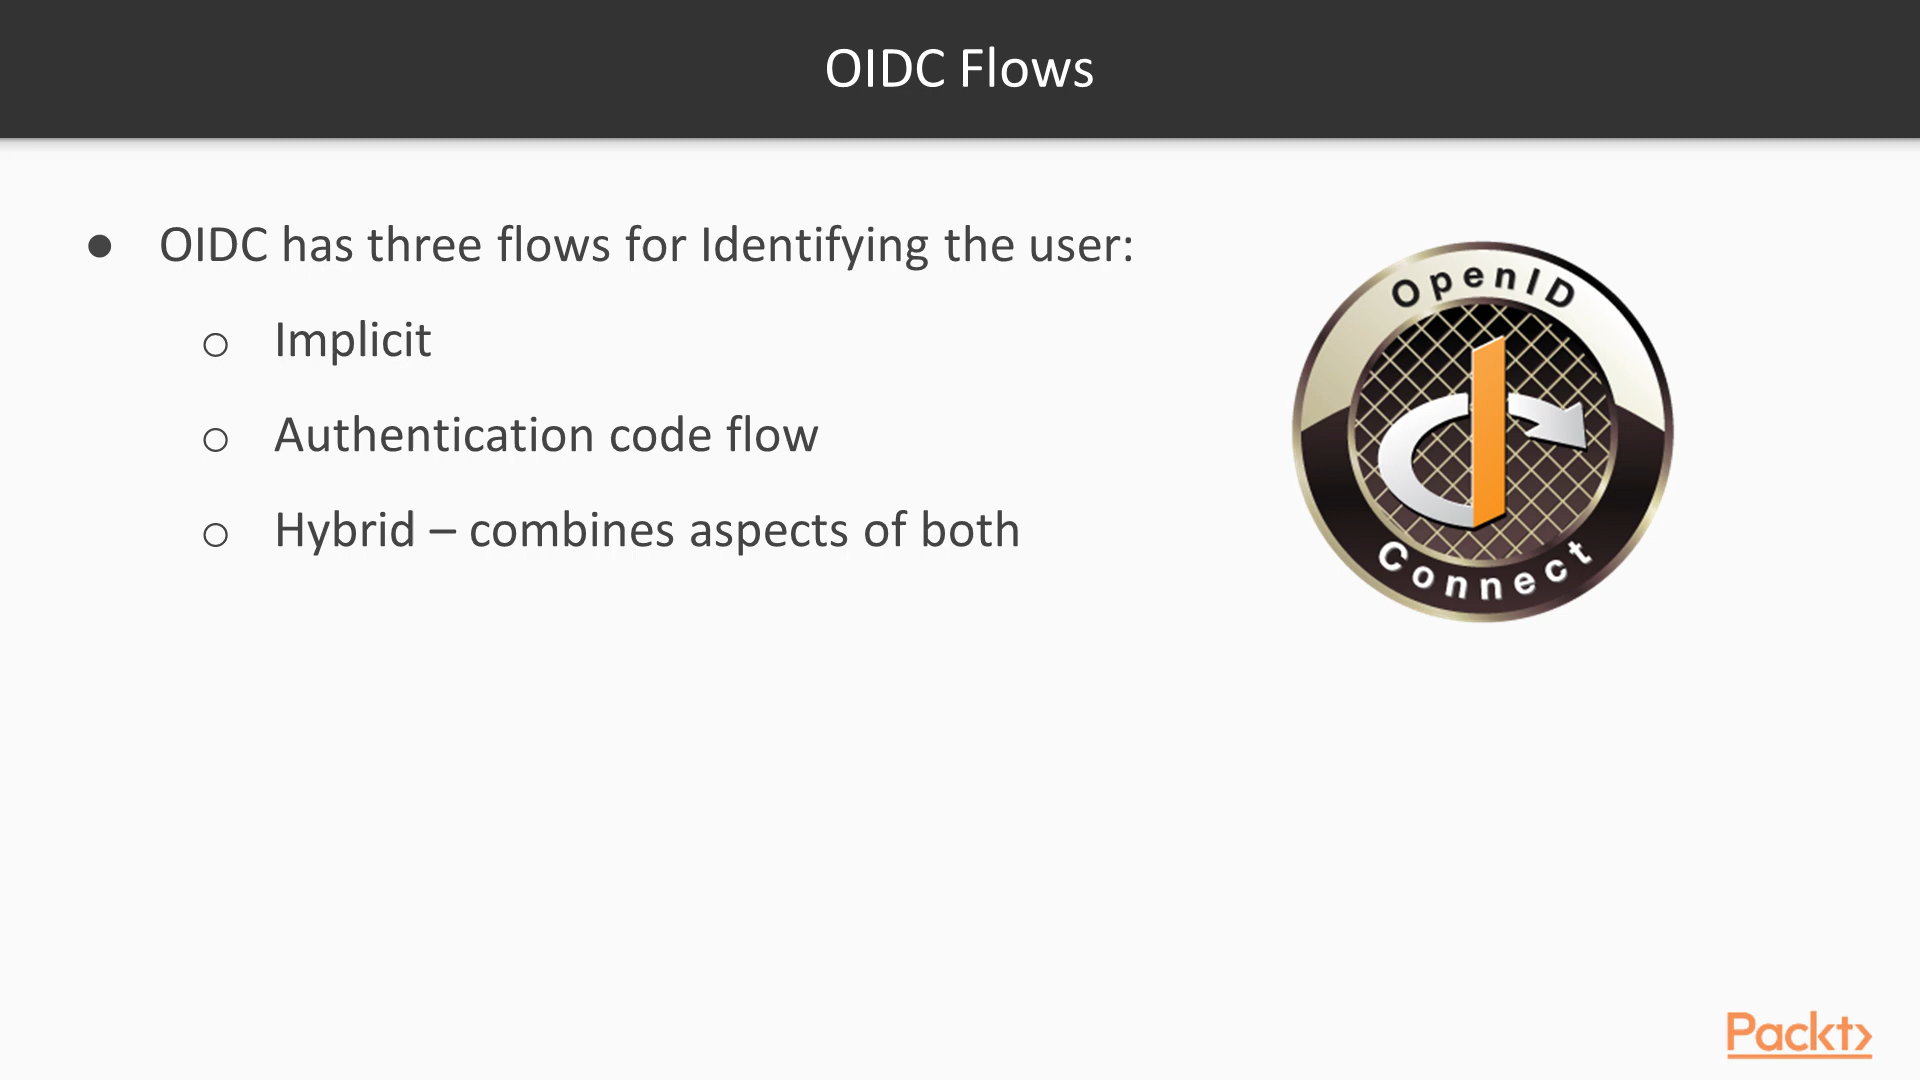 OIDC Flows
● OIDC has three flows for Identifying the user:
○ Implicit
○ Authentication code flow
○ Hybrid – combines aspects of both
OpenID
Connect
Packt>